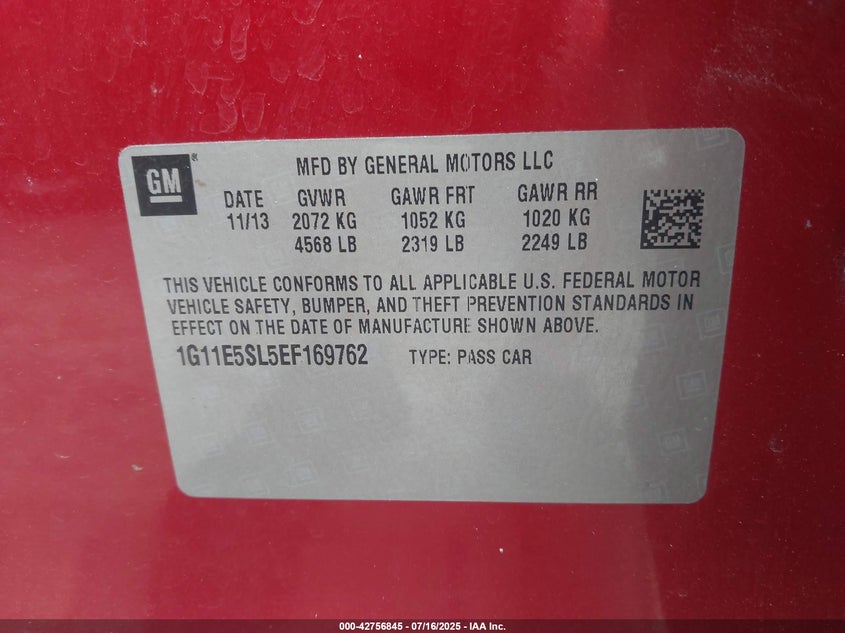 GM®
MFD BY GENERAL MOTORS LLC
DATE GVWR GAWR FRT GAWR RR
11/13 2072 KG 1052 KG 1020 KG
4568 LB 2319 LB 2249 LB
THIS VEHICLE CONFORMS TO ALL APPLICABLE U.S. FEDERAL MOTOR
VEHICLE SAFETY, BUMPER, AND THEFT PREVENTION STANDARDS IN
EFFECT ON THE DATE OF MANUFACTURE SHOWN ABOVE.
1G11E5SL5EF169762 TYPE: PASS CAR
000-42756845 - 07/16/2025 - IAA Inc.